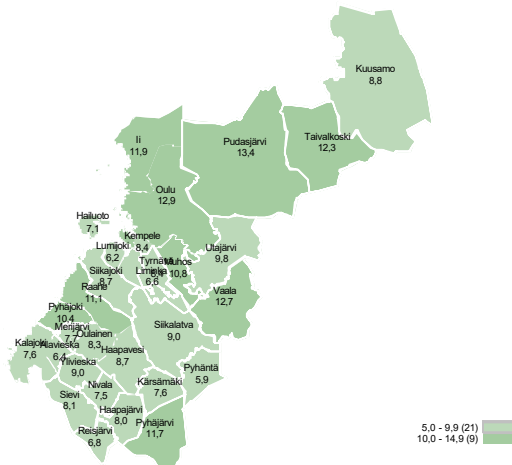 Kuusamo
8,8
Taivalkoski
12,3
Pudasjärvi
13,4
Ii
11,9
Oulu
12,9
Hailuoto
7,1
Kempele
8,4
Lumijoki
6,2
Utajärvi
9,8
Tyrnävä
Muhos
10,8
Liminka
6,6
Siikajoki
8,7
Raahe
11,1
Vaala
12,7
Pyhäjoki
10,4
Merijärvi
7,7
Oulainen
8,3
Siikalatva
9,0
Kalajoki
7,6
Alavieska
6,4
Haapavesi
8,7
Ylivieska
9,0
Pyhäntä
5,9
Kärsämäki
7,6
Nivala
7,5
Sievi
8,1
Haapajärvi
8,0
Pyhäjärvi
11,7
Reisjärvi
6,8
5,0 - 9,9 (21)
10,0 - 14,9 (9)